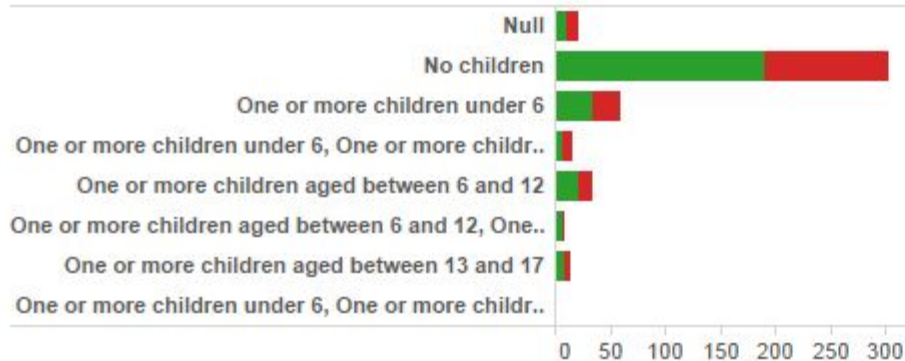 Null
No children
One or more children under 6
One or more children under 6, One or more childr..
One or more children aged between 6 and 12
One or more children aged between 6 and 12, One..
One or more children aged between 13 and 17
One or more children under 6, One or more childr..
0 50 100 150 200 250 300